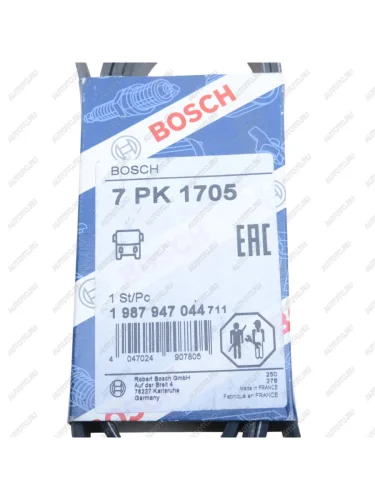 BOSCH
BOSCH
7 PK 1705
EAC
1 St/Pc
1 987 947 044 711
4 047024 907805
Robert Bosch GmbH
Auf der Breit 4
76227 Karlsruhe
Germany
250
278
Made in FRANCE
Fabriqué en FRANCE